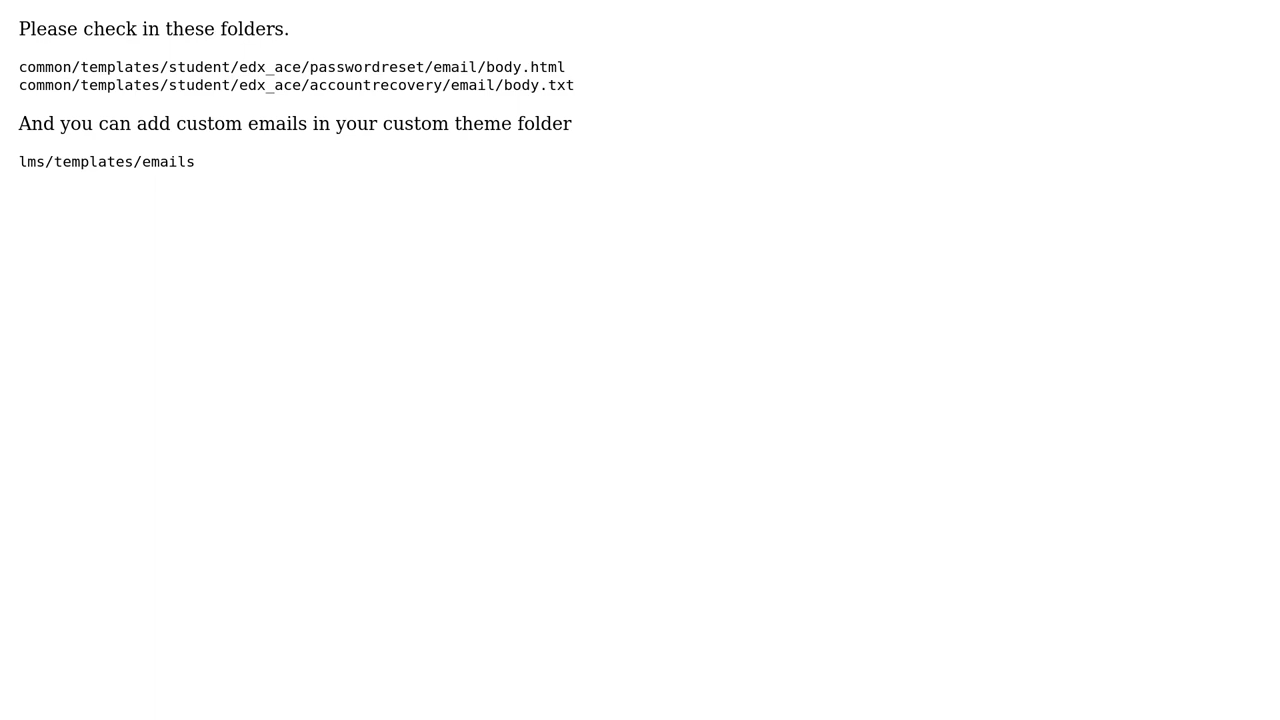 Please check in these folders.
common/templates/student/edx_ace/passwordreset/email/body.html
common/templates/student/edx_ace/accountrecovery/email/body.txt
And you can add custom emails in your custom theme folder
lms/templates/emails